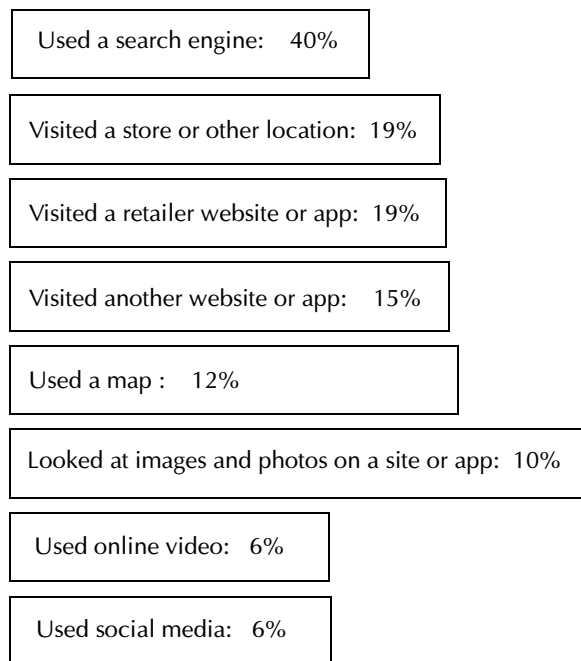 Used a search engine: 40%
Visited a store or other location: 19%
Visited a retailer website or app: 19%
Visited another website or app: 15%
Used a map : 12%
Looked at images and photos on a site or app: 10%
Used online video: 6%
Used social media: 6%